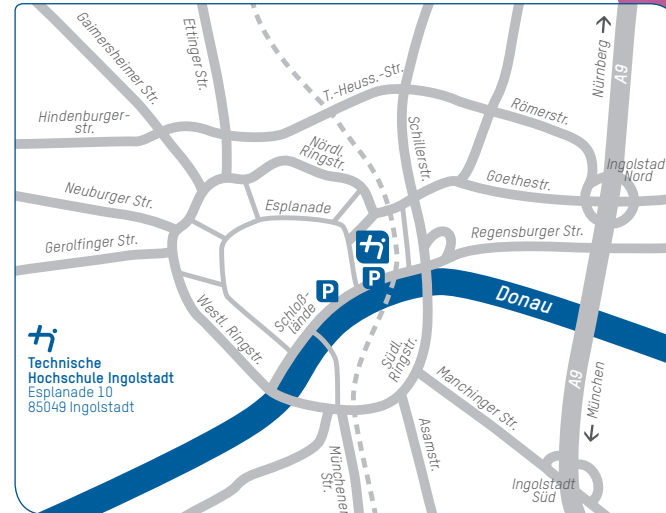 Gaimersheimer Str.
Ettinger Str.
Nürnberg
A9
T.-Heuss.-Str.
Römerstr.
Hindenburger-
str.
Nördl.
Ringstr.
Schillerstr.
Ingolstadt
Nord
Neuburger Str.
Esplanade
Goethestr.
Gerolfinger Str.
Regensburger Str.
P
P
Donau
Schloß-
lände
Westl. Ringstr.
Südl.
Ringstr.
Technische
Hochschule Ingolstadt
Esplanade 10
85049 Ingolstadt
Manchinger Str.
A9
München
Asamstr.
Münchener
Str.
Ingolstadt
Süd